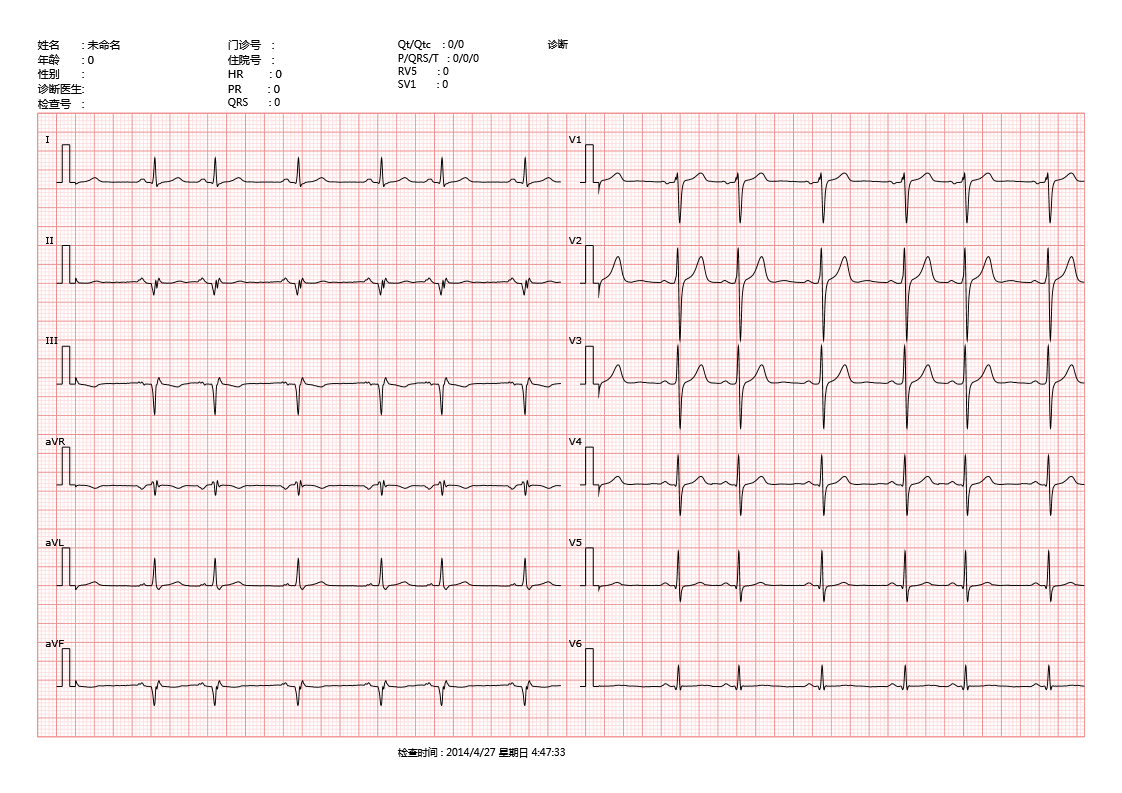 姓名 : 未命名
年龄 : 0
性别 :
诊断医生:
检查号 :
门诊号 :
住院号 :
HR : 0
PR : 0
QRS : 0
Qt/Qtc : 0/0
P/QRS/T : 0/0/0
RV5 : 0
SV1 : 0
诊断
I
II
III
aVR
aVL
aVF
V1
V2
V3
V4
V5
V6
检查时间 : 2014/4/27 星期日 4:47:33